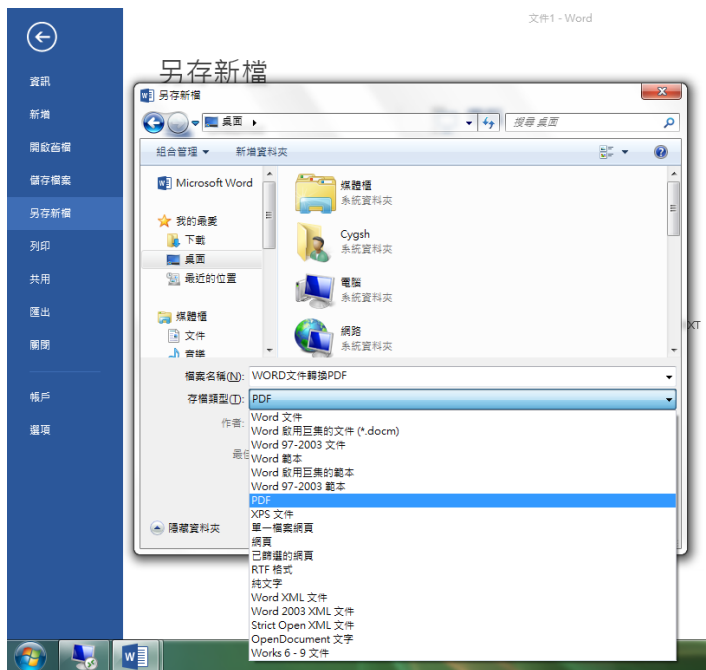 文件1 - Word
另存新檔
資訊
新增
開啟舊檔
儲存檔案
另存新檔
列印
共用
匯出
關閉
帳戶
選項
另存新檔
桌面
搜尋 桌面
組合管理
新增資料夾
Microsoft Word
我的最愛
下載
桌面
最近的位置
媒體櫃
文件
音樂
媒體櫃
系統資料夾
Cygsh
系統資料夾
電腦
系統資料夾
網路
系統資料夾
XT
檔案名稱(N): WORD文件轉換PDF
存檔類型(T): PDF
作者:
Word 文件
Word 啟用巨集的文件 (*.docm)
Word 97-2003 文件
Word 範本
Word 啟用巨集的範本
Word 97-2003 範本
PDF
XPS 文件
單一檔案網頁
網頁
已篩選的網頁
RTF 格式
純文字
Word XML 文件
Word 2003 XML 文件
Strict Open XML 文件
OpenDocument 文字
Works 6 - 9 文件
隱藏資料夾